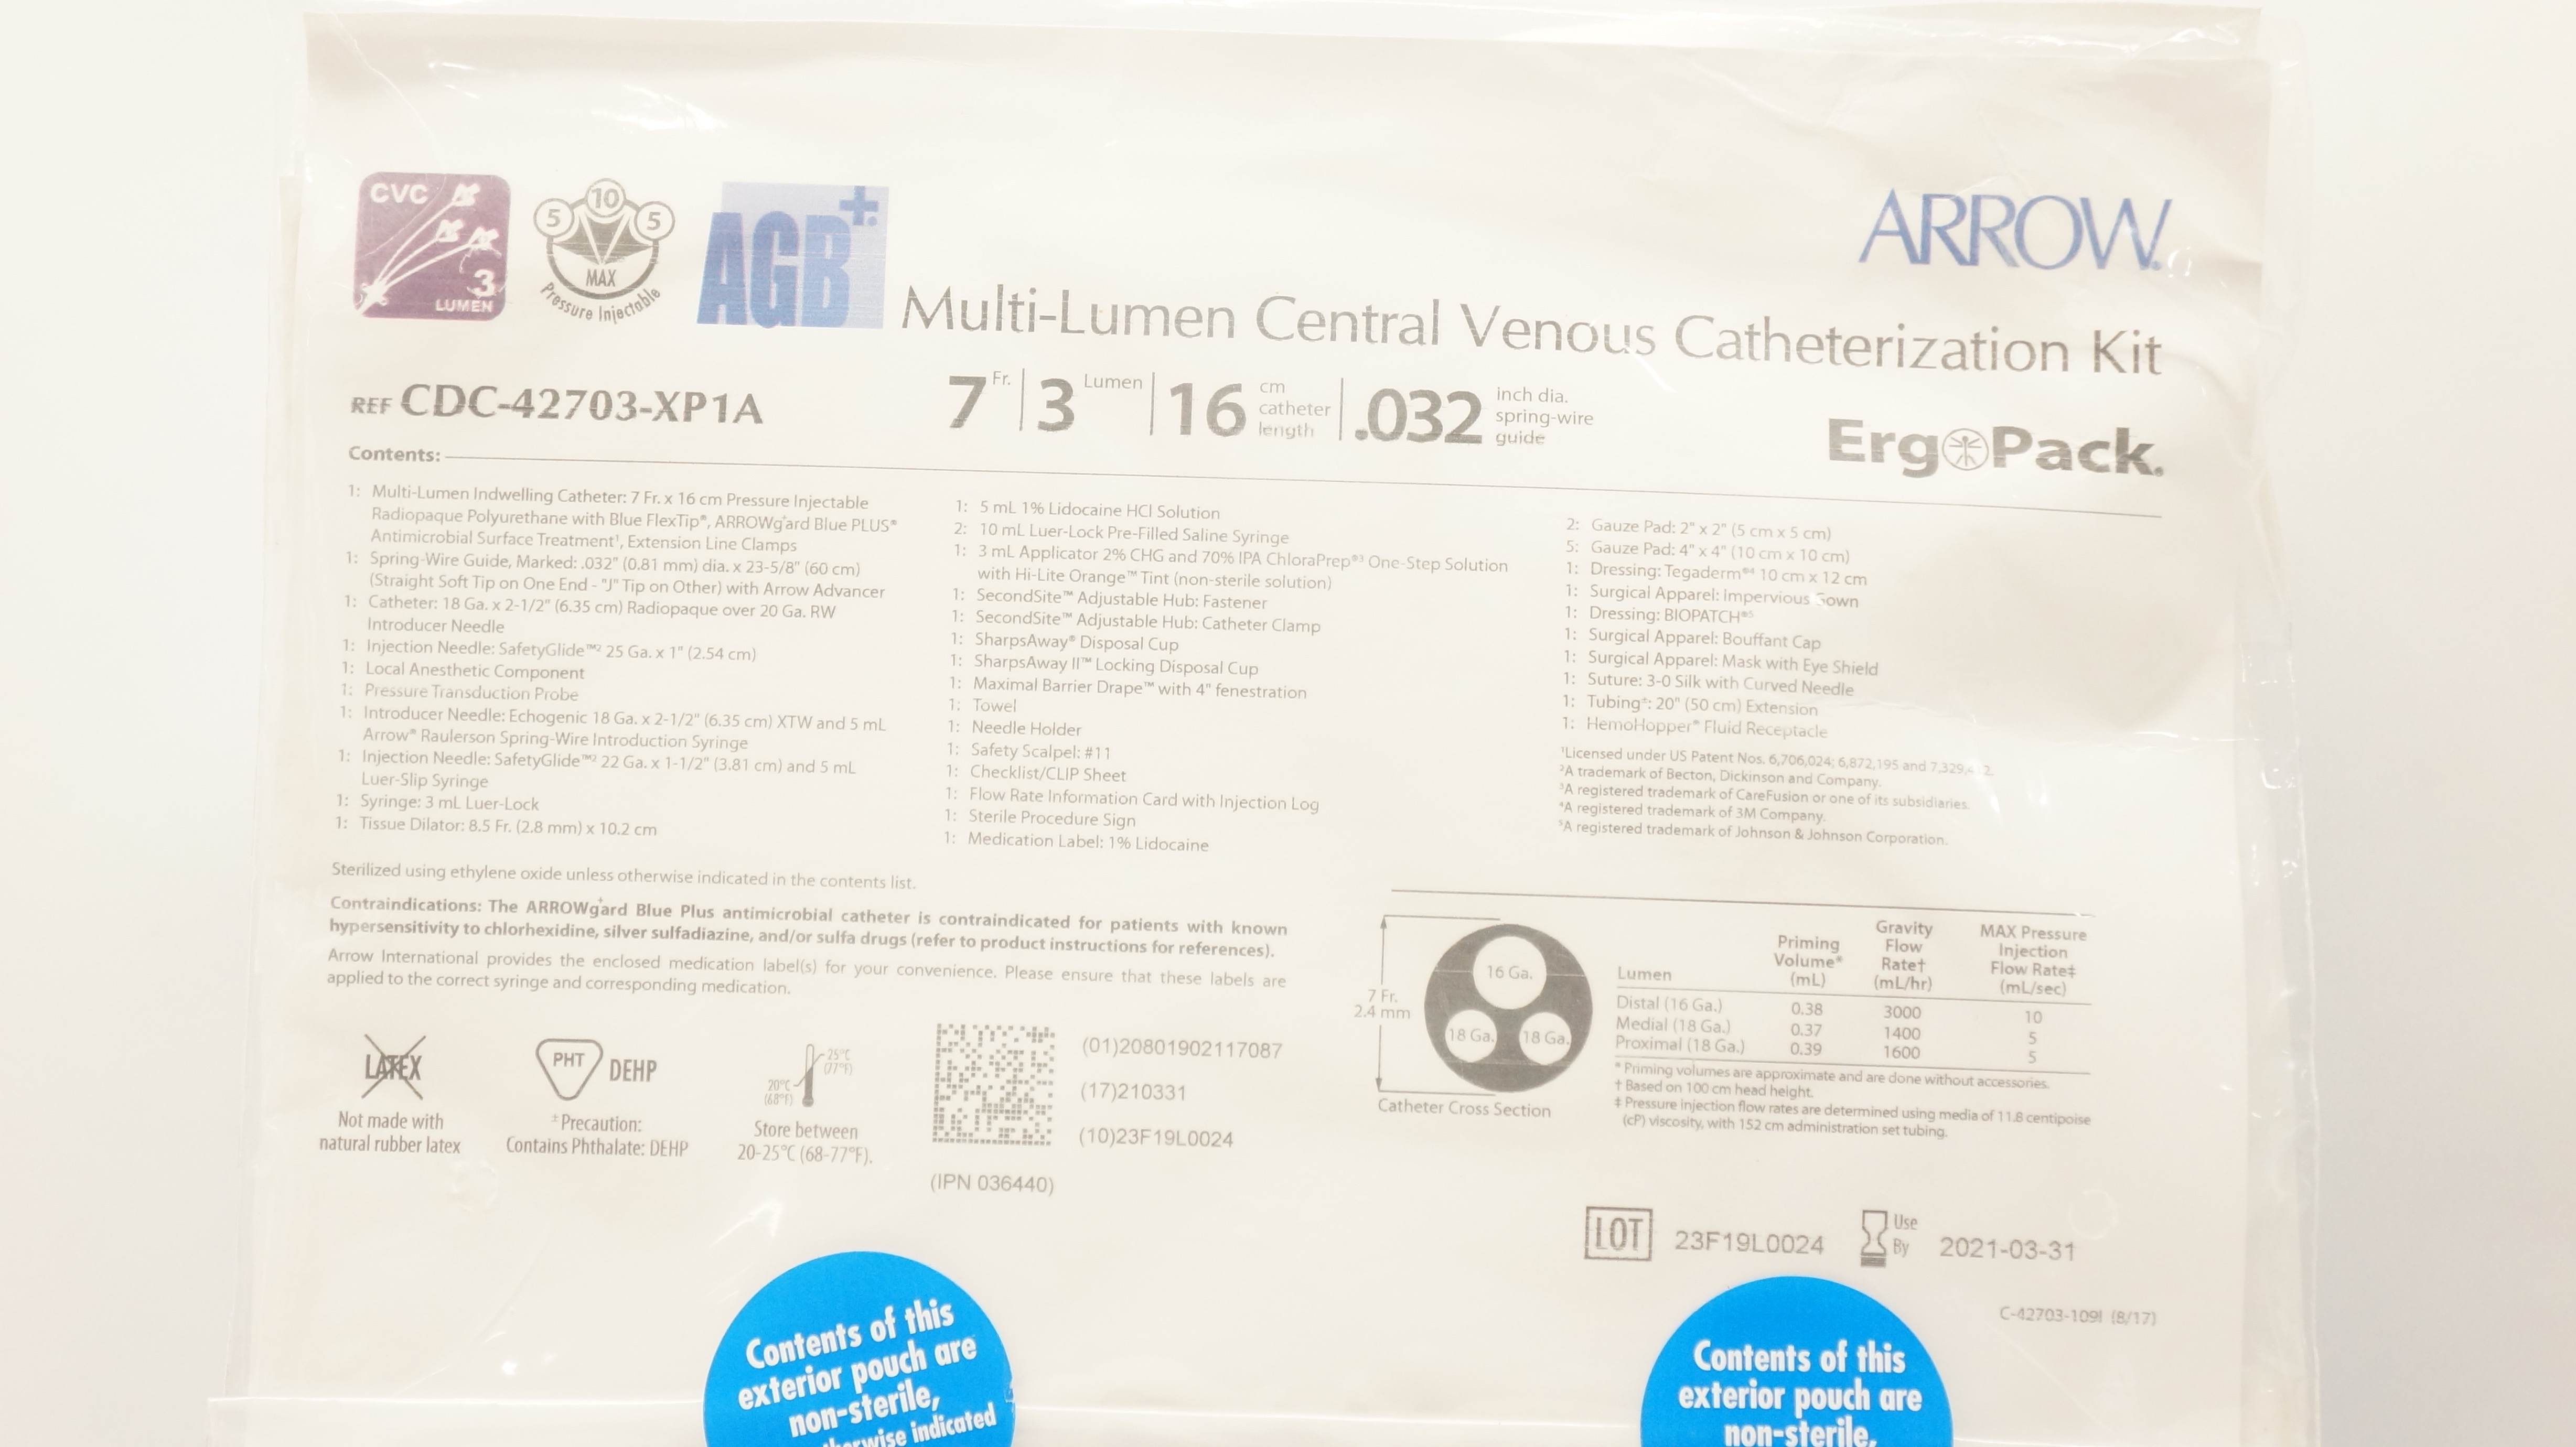 CVC
3
LUMEN
5 10 5
MAX
Pressure Injectable
AGB+
ARROW®
Multi-Lumen Central Venous Catheterization Kit
REF CDC-42703-XP1A
7 Fr. 3 Lumen 16 cm catheter length .032 inch dia. spring-wire guide
ErgoPack®
Contents:
1: Multi-Lumen Indwelling Catheter: 7 Fr. x 16 cm Pressure Injectable
Radiopaque Polyurethane with Blue FlexTip®, ARROWg+ard Blue PLUS®
Antimicrobial Surface Treatment¹, Extension Line Clamps
1: Spring-Wire Guide, Marked: .032" (0.81 mm) dia. x 23-5/8" (60 cm)
(Straight Soft Tip on One End - "J" Tip on Other) with Arrow Advancer
1: Catheter: 18 Ga. x 2-1/2" (6.35 cm) Radiopaque over 20 Ga. RW
Introducer Needle
1: Injection Needle: SafetyGlide™² 25 Ga. x 1" (2.54 cm)
1: Local Anesthetic Component
1: Pressure Transduction Probe
1: Introducer Needle: Echogenic 18 Ga. x 2-1/2" (6.35 cm) XTW and 5 mL
Arrow® Raulerson Spring-Wire Introduction Syringe
1: Injection Needle: SafetyGlide™² 22 Ga. x 1-1/2" (3.81 cm) and 5 mL
Luer-Slip Syringe
1: Syringe: 3 mL Luer-Lock
1: Tissue Dilator: 8.5 Fr. (2.8 mm) x 10.2 cm
1: 5 mL 1% Lidocaine HCl Solution
2: 10 mL Luer-Lock Pre-Filled Saline Syringe
1: 3 mL Applicator 2% CHG and 70% IPA ChloraPrep®³ One-Step Solution
with Hi-Lite Orange™ Tint (non-sterile solution)
1: SecondSite™ Adjustable Hub: Fastener
1: SecondSite™ Adjustable Hub: Catheter Clamp
1: SharpsAway® Disposal Cup
1: SharpsAway II™ Locking Disposal Cup
1: Maximal Barrier Drape™ with 4" fenestration
1: Towel
1: Needle Holder
1: Safety Scalpel: #11
1: Checklist/CLIP Sheet
1: Flow Rate Information Card with Injection Log
1: Sterile Procedure Sign
1: Medication Label: 1% Lidocaine
2: Gauze Pad: 2" x 2" (5 cm x 5 cm)
5: Gauze Pad: 4" x 4" (10 cm x 10 cm)
1: Dressing: Tegaderm®⁴ 10 cm x 12 cm
1: Surgical Apparel: Impervious Gown
1: Dressing: BIOPATCH®⁵
1: Surgical Apparel: Bouffant Cap
1: Surgical Apparel: Mask with Eye Shield
1: Suture: 3-0 Silk with Curved Needle
1: Tubing±: 20" (50 cm) Extension
1: HemoHopper® Fluid Receptacle
¹Licensed under US Patent Nos. 6,706,024; 6,872,195 and
²A trademark of Becton, Dickinson and Company.
³A registered trademark of CareFusion or one of its subsidiaries.
⁴A registered trademark of 3M Company.
⁵A registered trademark of Johnson & Johnson Corporation.
Sterilized using ethylene oxide unless otherwise indicated in the contents list.
Contraindications: The ARROWg+ard Blue Plus antimicrobial catheter is contraindicated for patients with known
hypersensitivity to chlorhexidine, silver sulfadiazine, and/or sulfa drugs (refer to product instructions for references).
Arrow International provides the enclosed medication label(s) for your convenience. Please ensure that these labels are
applied to the correct syringe and corresponding medication.
LATEX
Not made with
natural rubber latex
PHT DEHP
±Precaution:
Contains Phthalate: DEHP
25°C
(77°F)
20°C
(68°F)
Store between
20-25°C (68-77°F).
(01)20801902117087
(17)210331
(10)23F19L0024
(IPN 036440)
7 Fr.
2.4 mm
16 Ga.
18 Ga. 18 Ga.
Catheter Cross Section
Lumen Priming Volume* (mL) Gravity Flow Rate† (mL/hr) MAX Pressure Injection Flow Rate‡ (mL/sec)
Distal (16 Ga.) 0.38 3000 10
Medial (18 Ga.) 0.37 1400 5
Proximal (18 Ga.) 0.39 1600 5
* Priming volumes are approximate and are done without accessories.
† Based on 100 cm head height.
‡ Pressure injection flow rates are determined using media of 11.8 centipoise
(cP) viscosity, with 152 cm administration set tubing.
LOT 23F19L0024 Use By 2021-03-31
C-42703-109I (8/17)
Contents of this
exterior pouch are
non-sterile,
indicated
Contents of this
exterior pouch are
non-sterile,